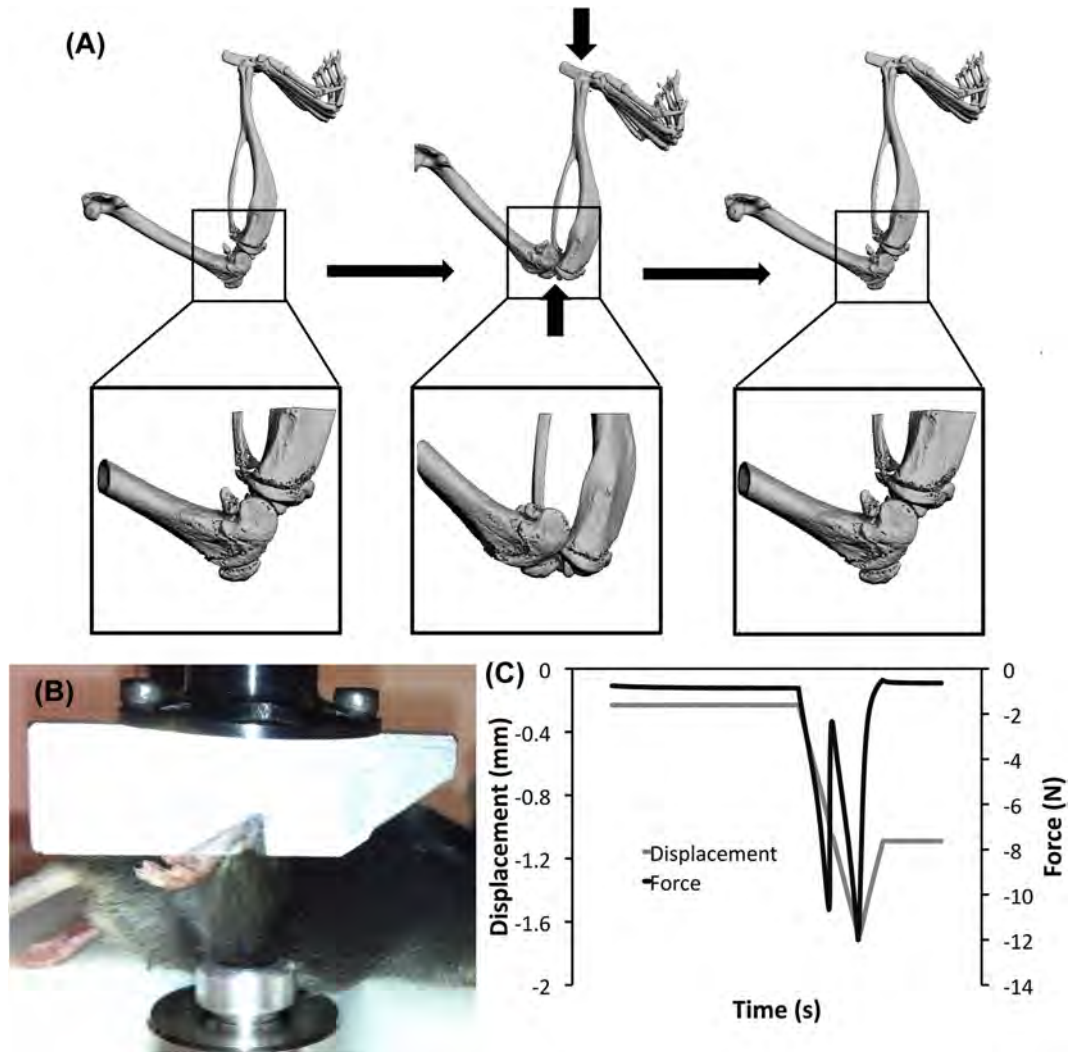 (A)
(B)
(C)
0
-0.4
-0.8
-1.2
-1.6
-2
Displacement (mm)
Displacement
Force
0
-2
-4
-6
-8
-10
-12
-14
Force (N)
Time (s)